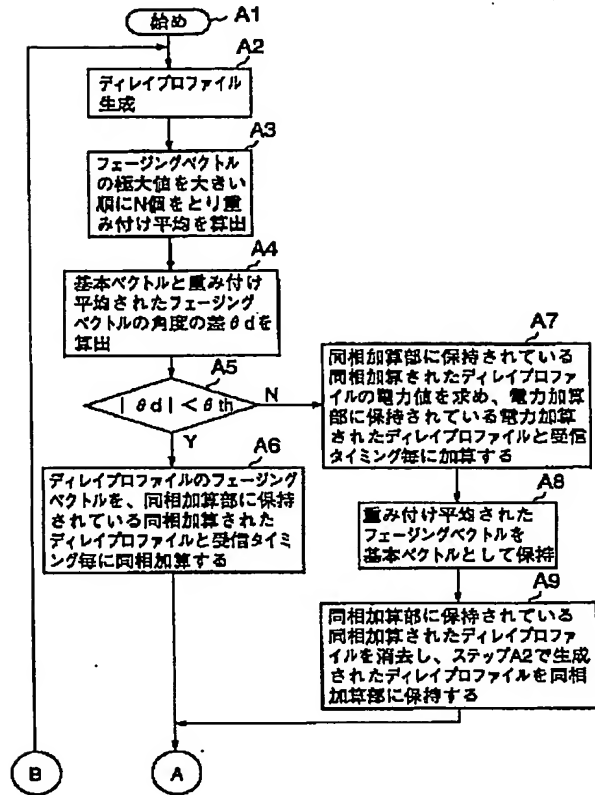 始め
A1
A2
ディレイプロファイル
生成
A3
フェージングベクトル
の極大値を大きい
順にN個をとり重
み付け平均を算出
A4
基本ベクトルと重み付け
平均されたフェージング
ベクトルの角度の差θdを
算出
A5
|θd|<θth
N
Y
A6
ディレイプロファイルのフェージング
ベクトルを、同相加算部に保持
されている同相加算された
ディレイプロファイルと受信タイミ
ング毎に同相加算する
A7
同相加算部に保持されている
同相加算されたディレイプロファ
イルの電力値を求め、電力加算
部に保持されている電力加算
されたディレイプロファイルと受信
タイミング毎に加算する
A8
重み付け平均された
フェージングベクトルを
基本ベクトルとして保持
A9
同相加算部に保持されている
同相加算されたディレイプロファ
イルを消去し、ステップA2で生成
されたディレイプロファイルを同相
加算部に保持する
B
A